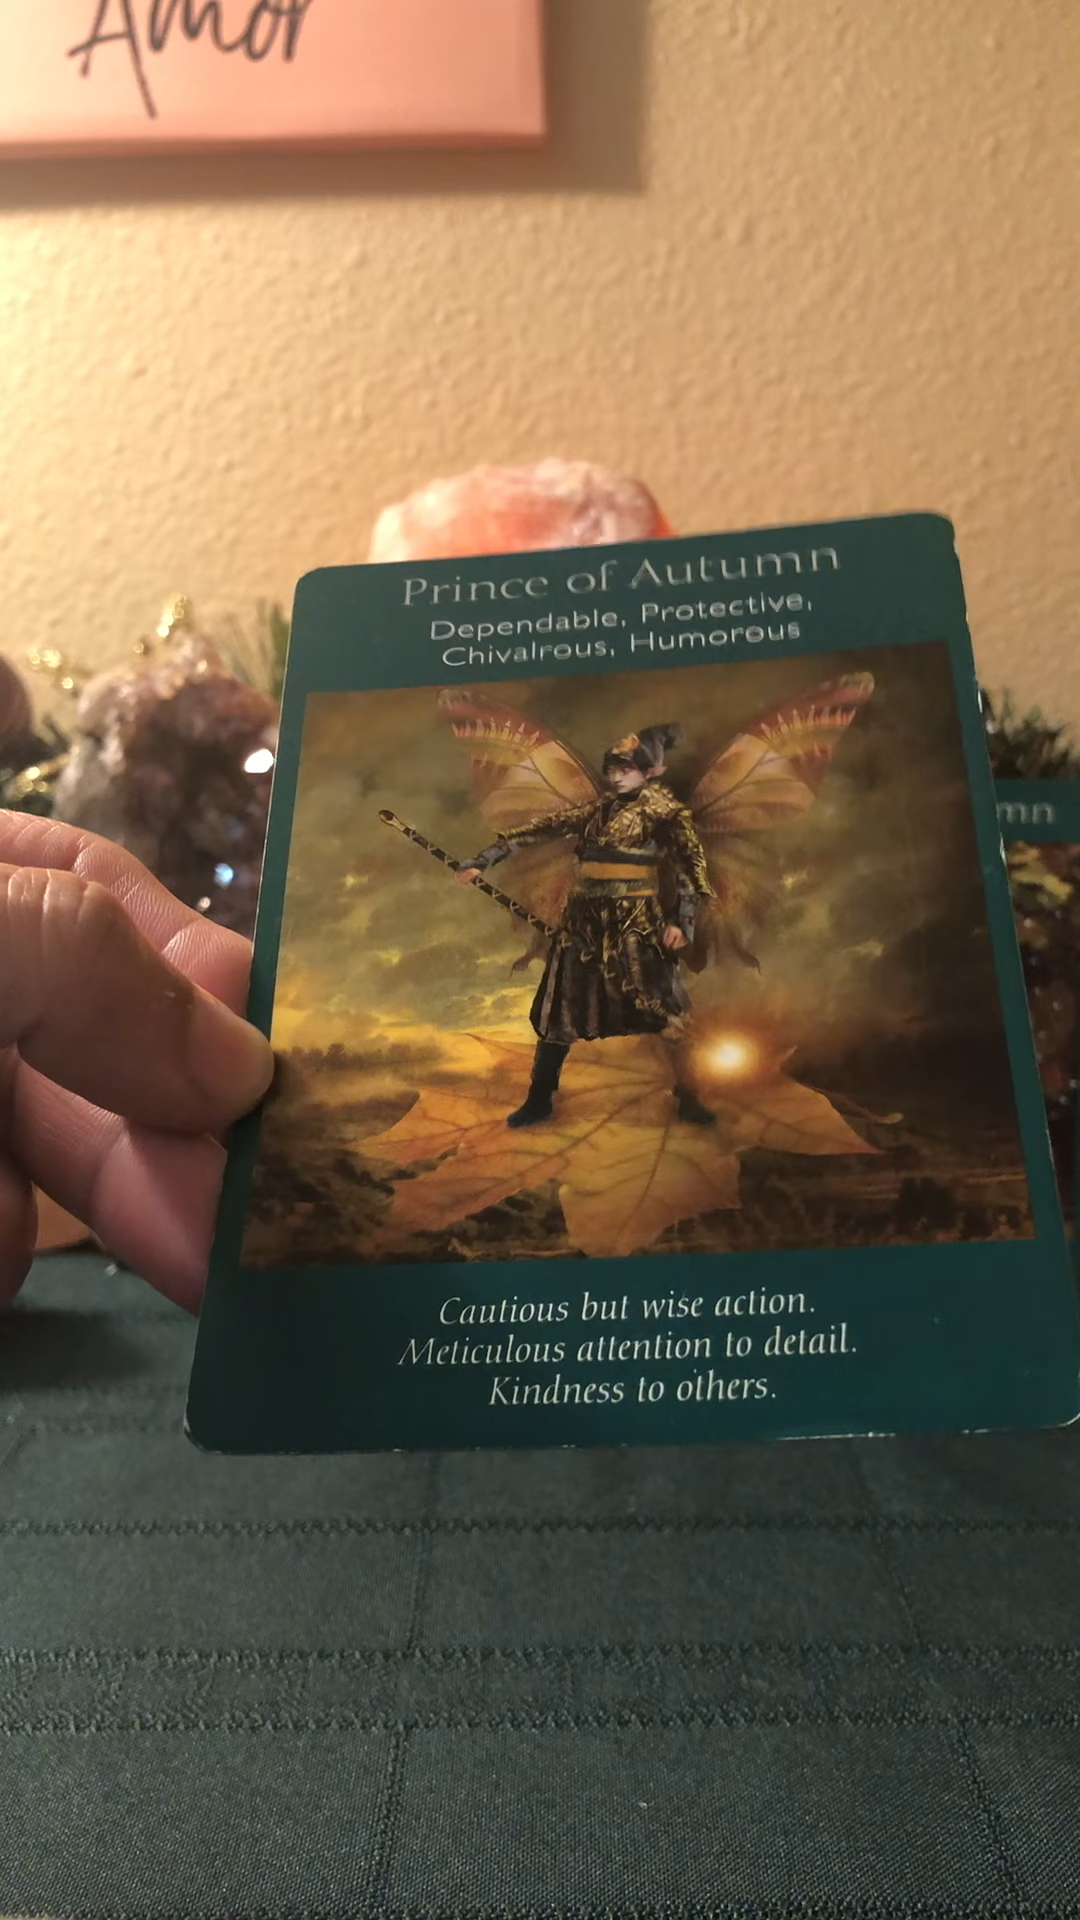 Amor
Prince of Autumn
Dependable, Protective,
Chivalrous, Humorous
mn
Cautious but wise action.
Meticulous attention to detail.
Kindness to others.